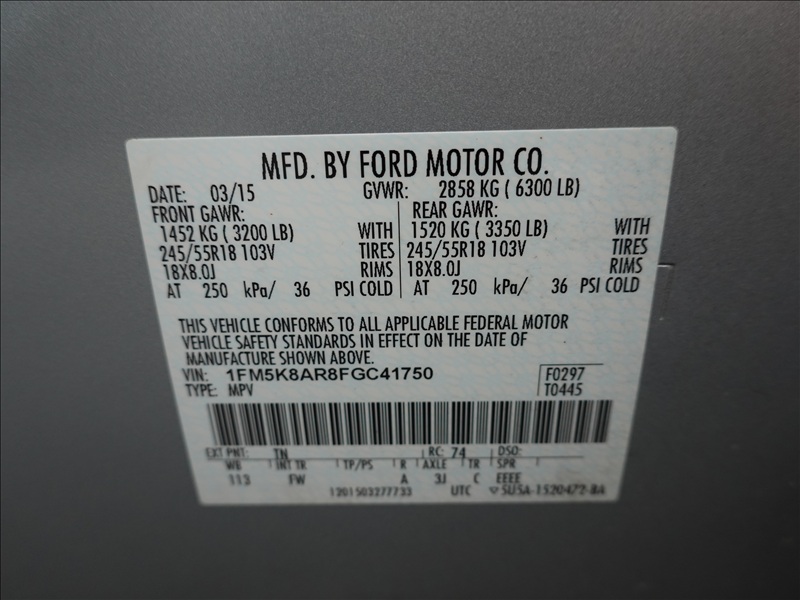 MFD. BY FORD MOTOR CO.
DATE: 03/15 GVWR: 2858 KG ( 6300 LB)
FRONT GAWR: REAR GAWR:
1452 KG ( 3200 LB) WITH 1520 KG ( 3350 LB) WITH
245/55R18 103V TIRES 245/55R18 103V TIRES
18X8.0J RIMS 18X8.0J RIMS
AT 250 kPa/ 36 PSI COLD AT 250 kPa/ 36 PSI COLD
THIS VEHICLE CONFORMS TO ALL APPLICABLE FEDERAL MOTOR
VEHICLE SAFETY STANDARDS IN EFFECT ON THE DATE OF
MANUFACTURE SHOWN ABOVE.
VIN: 1FM5K8AR8FGC41750 F0297
TYPE: MPV T0445
EXT PNT: TN RC: 74 DSO:
WB INT TR TP/PS R AXLE TR SPR
113 FW A 3J C EEEE
1201503277733 UTC 5U5A-1520472-BA